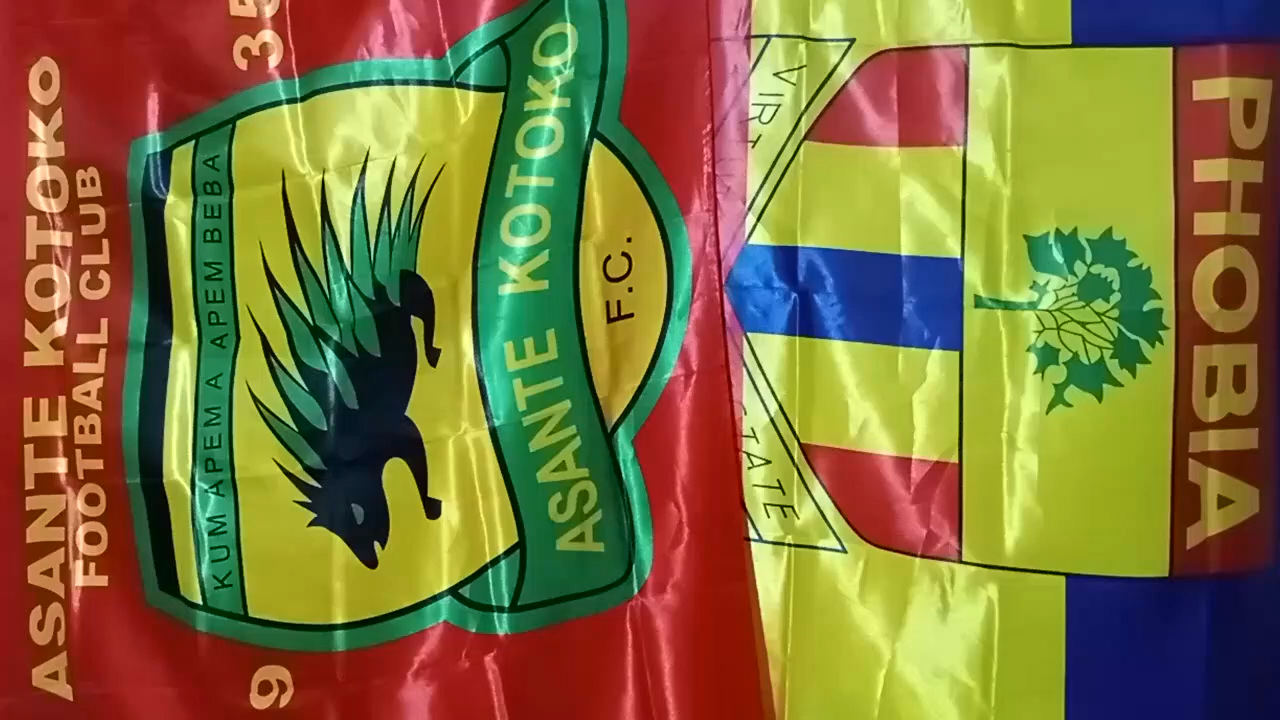 ASANTE KOTOKO
FOOTBALL CLUB
9
35
KUM APEM A APEM BEBA
ASANTE KOTOKO
F.C.
PHOBIA
VIRT
TATE